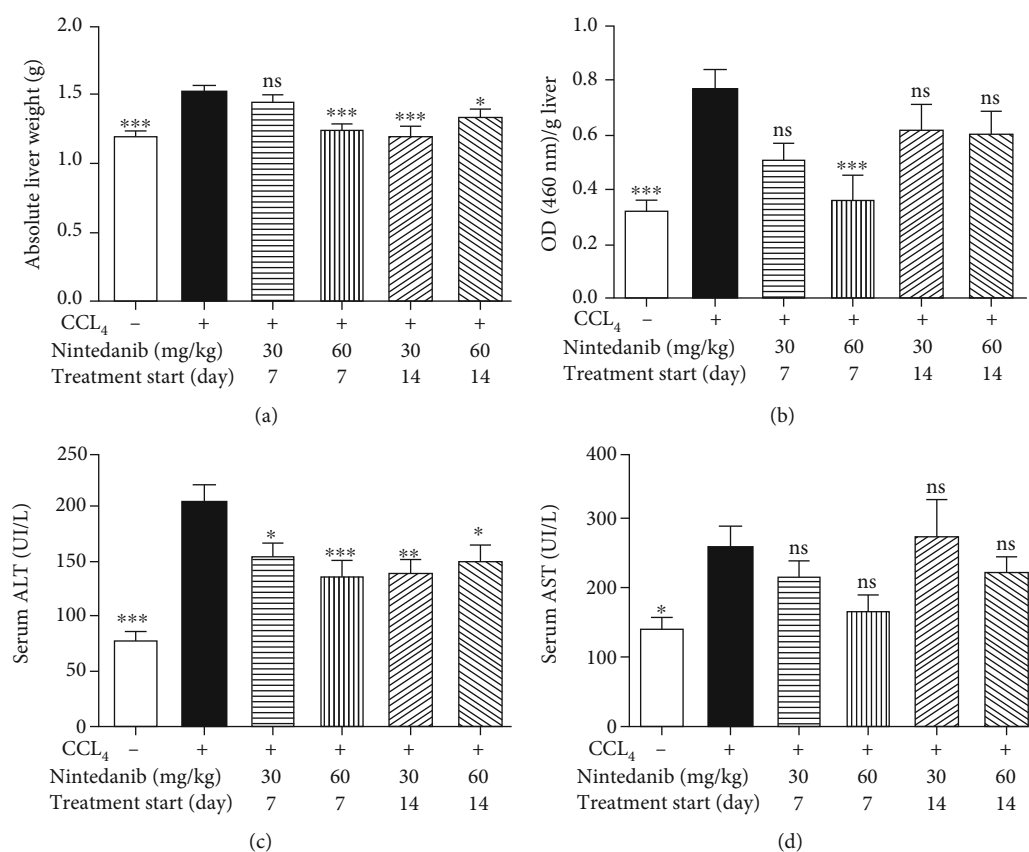 2.0
1.5
1.0
0.5
0.0
Absolute liver weight (g)
*** ns *** *** *
CCL4 – + + + + +
Nintedanib (mg/kg) 30 60 30 60
Treatment start (day) 7 7 14 14
(a)
1.0
0.8
0.6
0.4
0.2
0.0
OD (460 nm)/g liver
*** ns *** ns ns
CCL4 – + + + + +
Nintedanib (mg/kg) 30 60 30 60
Treatment start (day) 7 7 14 14
(b)
250
200
150
100
50
0
Serum ALT (UI/L)
*** * *** ** *
CCL4 – + + + + +
Nintedanib (mg/kg) 30 60 30 60
Treatment start (day) 7 7 14 14
(c)
400
300
200
100
0
Serum AST (UI/L)
* ns ns ns ns
CCL4 – + + + + +
Nintedanib (mg/kg) 30 60 30 60
Treatment start (day) 7 7 14 14
(d)